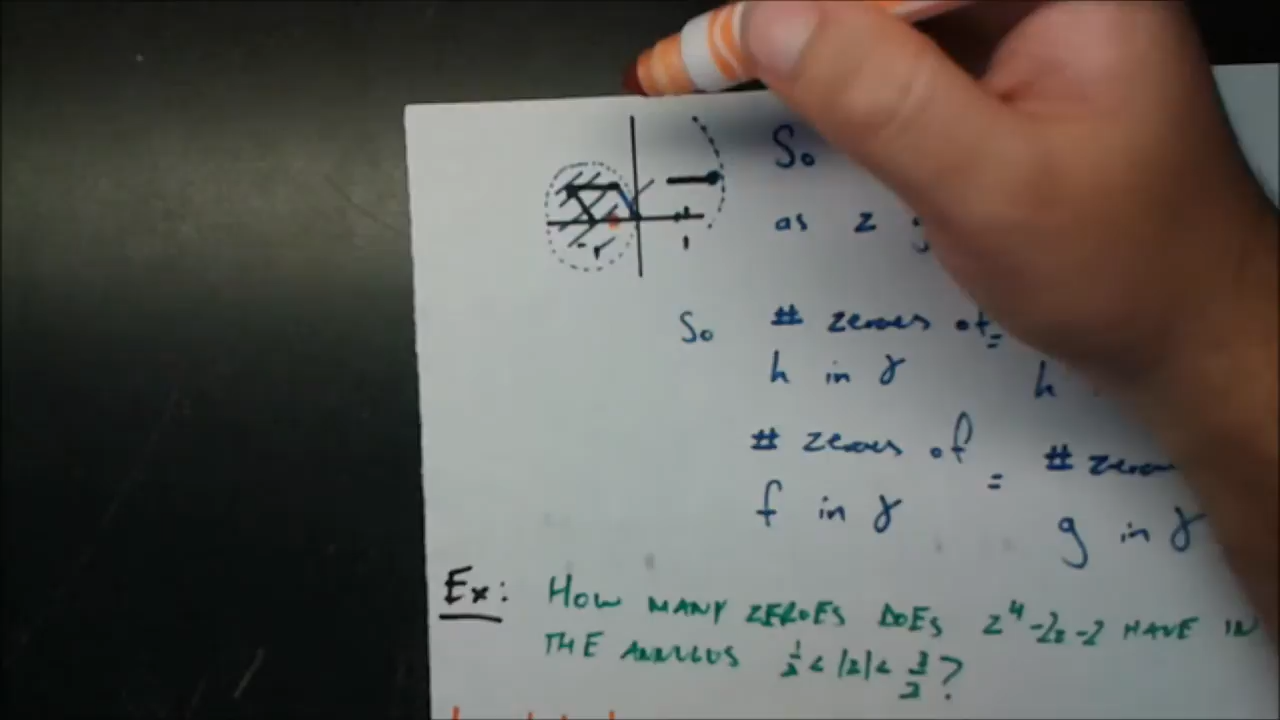 So
as z
So # zeroes of =
h in γ h
# zeroes of = # zeroes
f in γ g in γ
Ex: HOW MANY ZEROES DOES z⁴-2z-2 HAVE IN
THE ANNULUS 1/2 < |z| < 3/2 ?